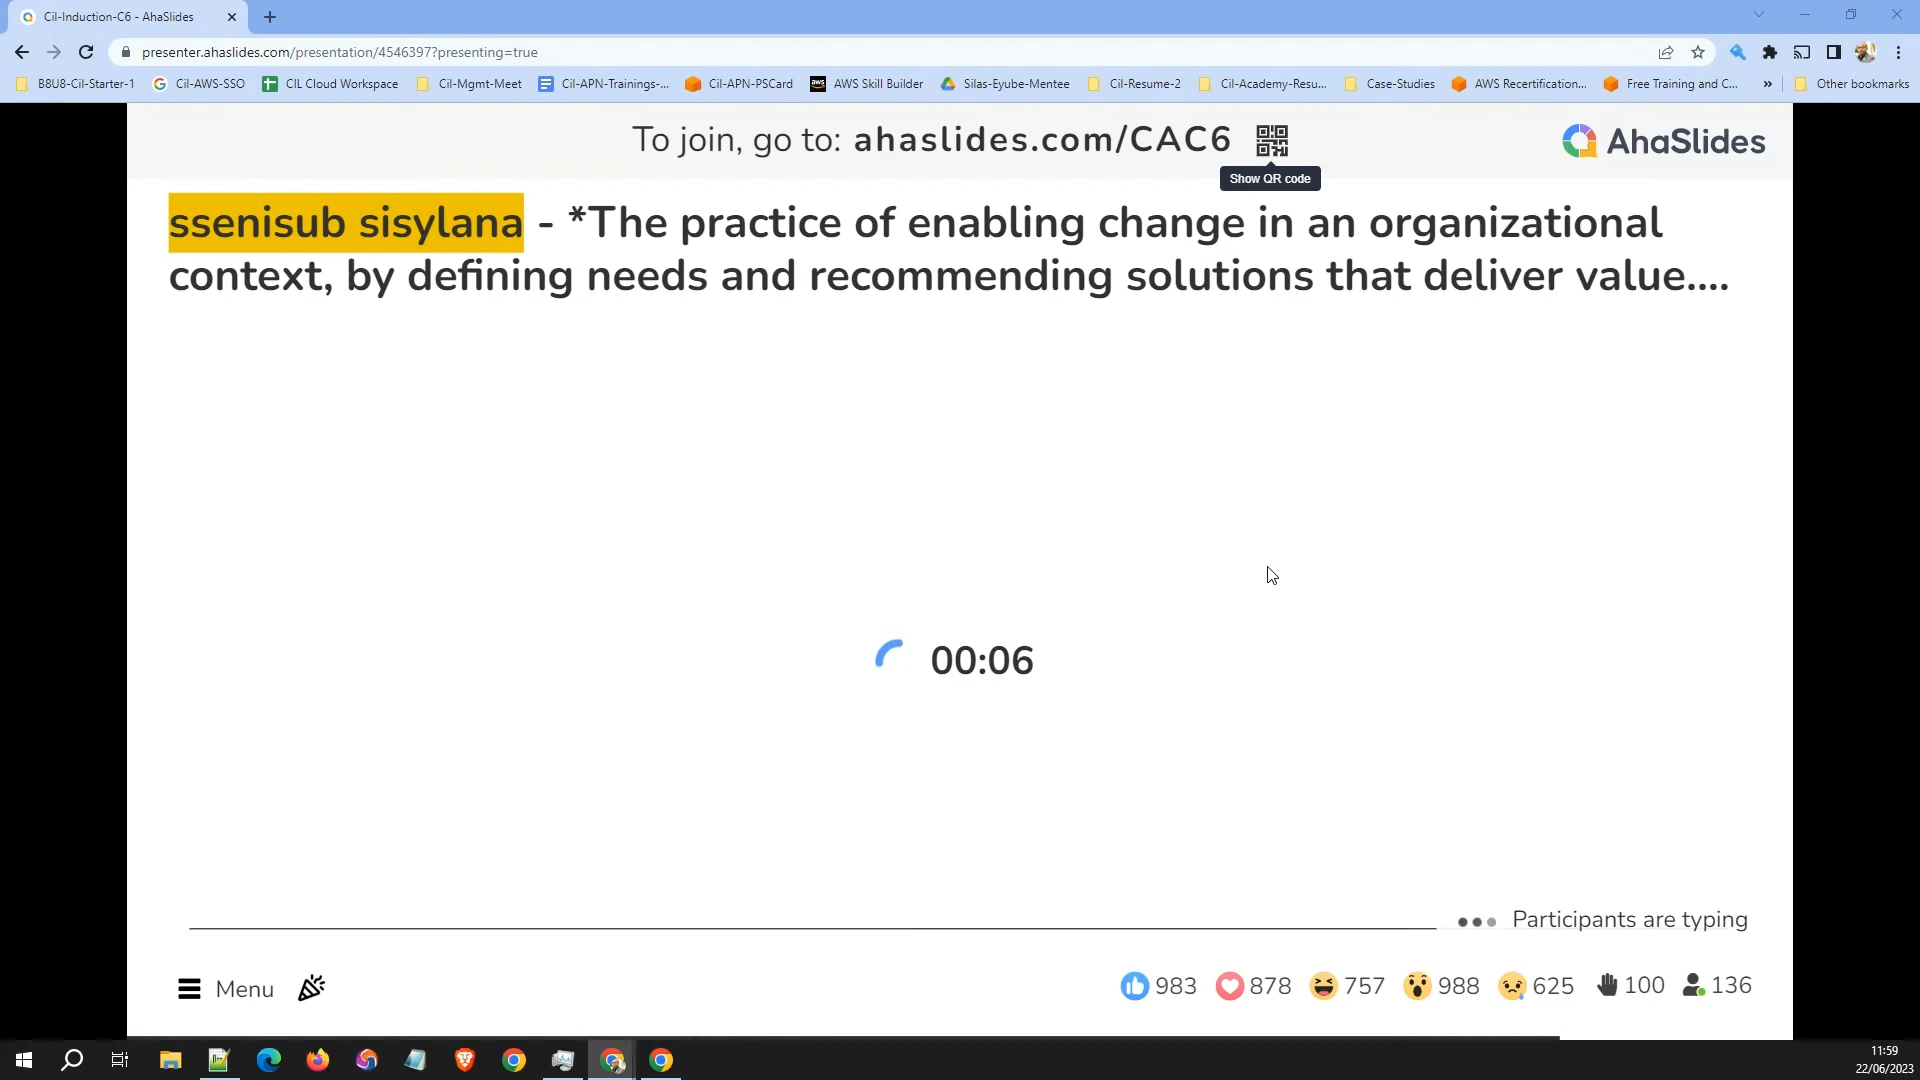 Cil-Induction-C6 - AhaSlides
presenter.ahaslides.com/presentation/4546397?presenting=true
B8U8-Cil-Starter-1 Cil-AWS-SSO CIL Cloud Workspace Cil-Mgmt-Meet Cil-APN-Trainings-... Cil-APN-PSCard AWS Skill Builder Silas-Eyube-Mentee Cil-Resume-2 Cil-Academy-Resu... Case-Studies AWS Recertification... Free Training and C... » Other bookmarks
To join, go to: ahaslides.com/CAC6 AhaSlides
Show QR code
ssenisub sisylana - *The practice of enabling change in an organizational
context, by defining needs and recommending solutions that deliver value....
00:06
Participants are typing
Menu 983 878 757 988 625 100 136
11:59
22/06/2023